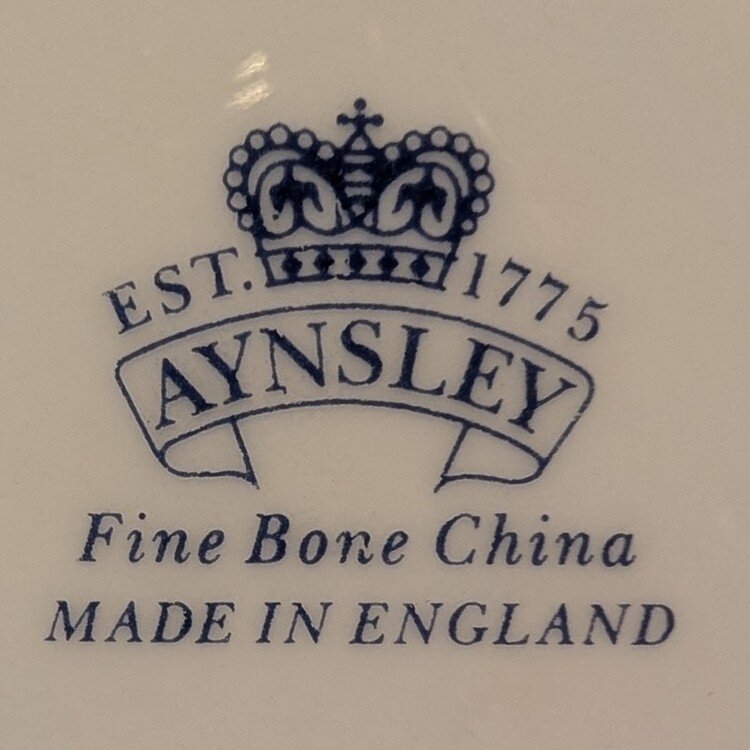 EST. 1775
AYNSLEY
Fine Bone China
MADE IN ENGLAND